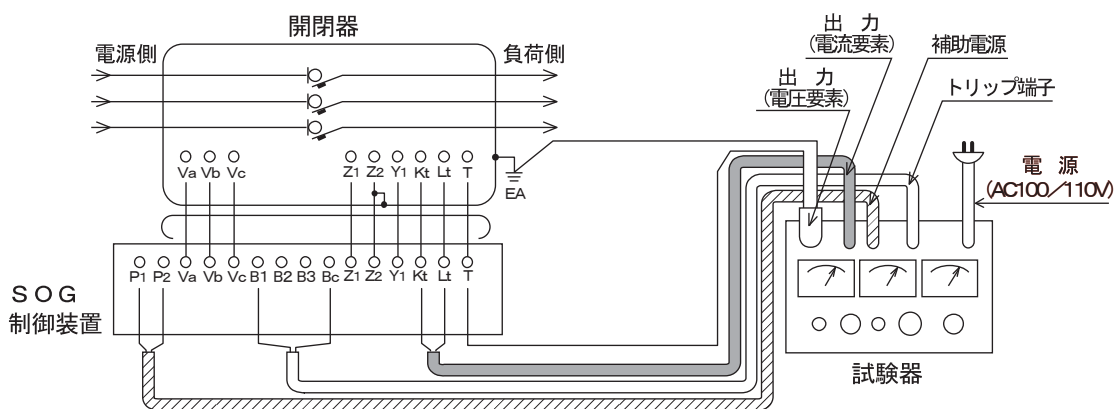 開閉器
電源側
負荷側
出 力
(電流要素)
補助電源
出 力
(電圧要素)
トリップ端子
電 源
(AC100/110V)
Va Vb Vc Z1 Z2 Y1 Kt Lt T
EA
P1 P2 Va Vb Vc B1 B2 B3 Bc Z1 Z2 Y1 Kt Lt T
SOG
制御装置
試験器